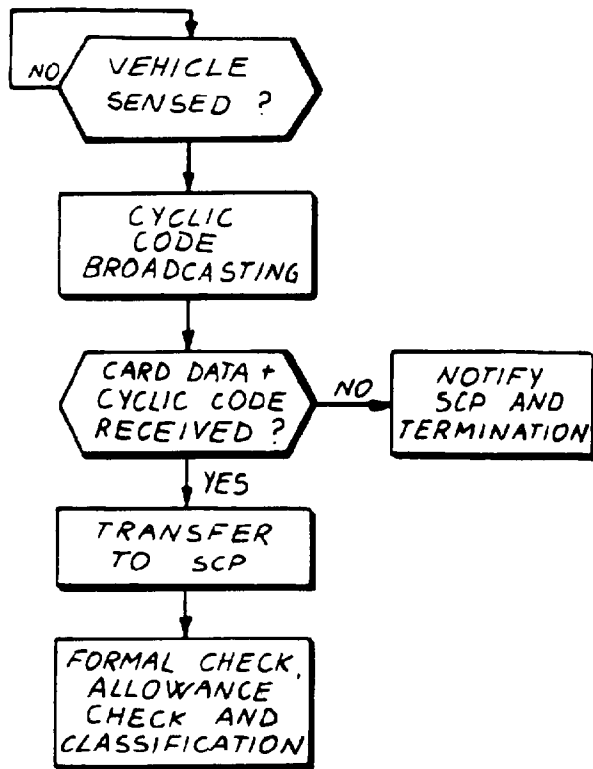 NO
VEHICLE
SENSED ?
CYCLIC
CODE
BROADCASTING
CARD DATA +
CYCLIC CODE
RECEIVED ?
NO
NOTIFY
SCP AND
TERMINATION
YES
TRANSFER
TO SCP
FORMAL CHECK,
ALLOWANCE
CHECK AND
CLASSIFICATION